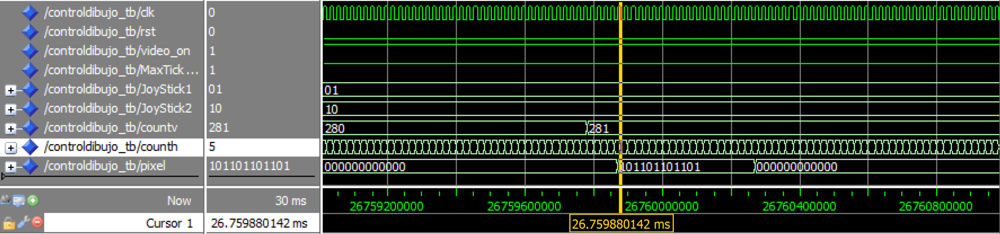 /controldibujo_tb/clk 0
/controldibujo_tb/rst 0
/controldibujo_tb/video_on 1
/controldibujo_tb/MaxTick ... 1
/controldibujo_tb/JoyStick1 01 01
/controldibujo_tb/JoyStick2 10 10
/controldibujo_tb/countv 281 280 281
/controldibujo_tb/counth 5
/controldibujo_tb/pixel 101101101101 000000000000 101101101101 000000000000
Now 30 ms 26759200000 26759600000 26760000000 26760400000 26760800000
Cursor 1 26.759880142 ms 26.759880142 ms